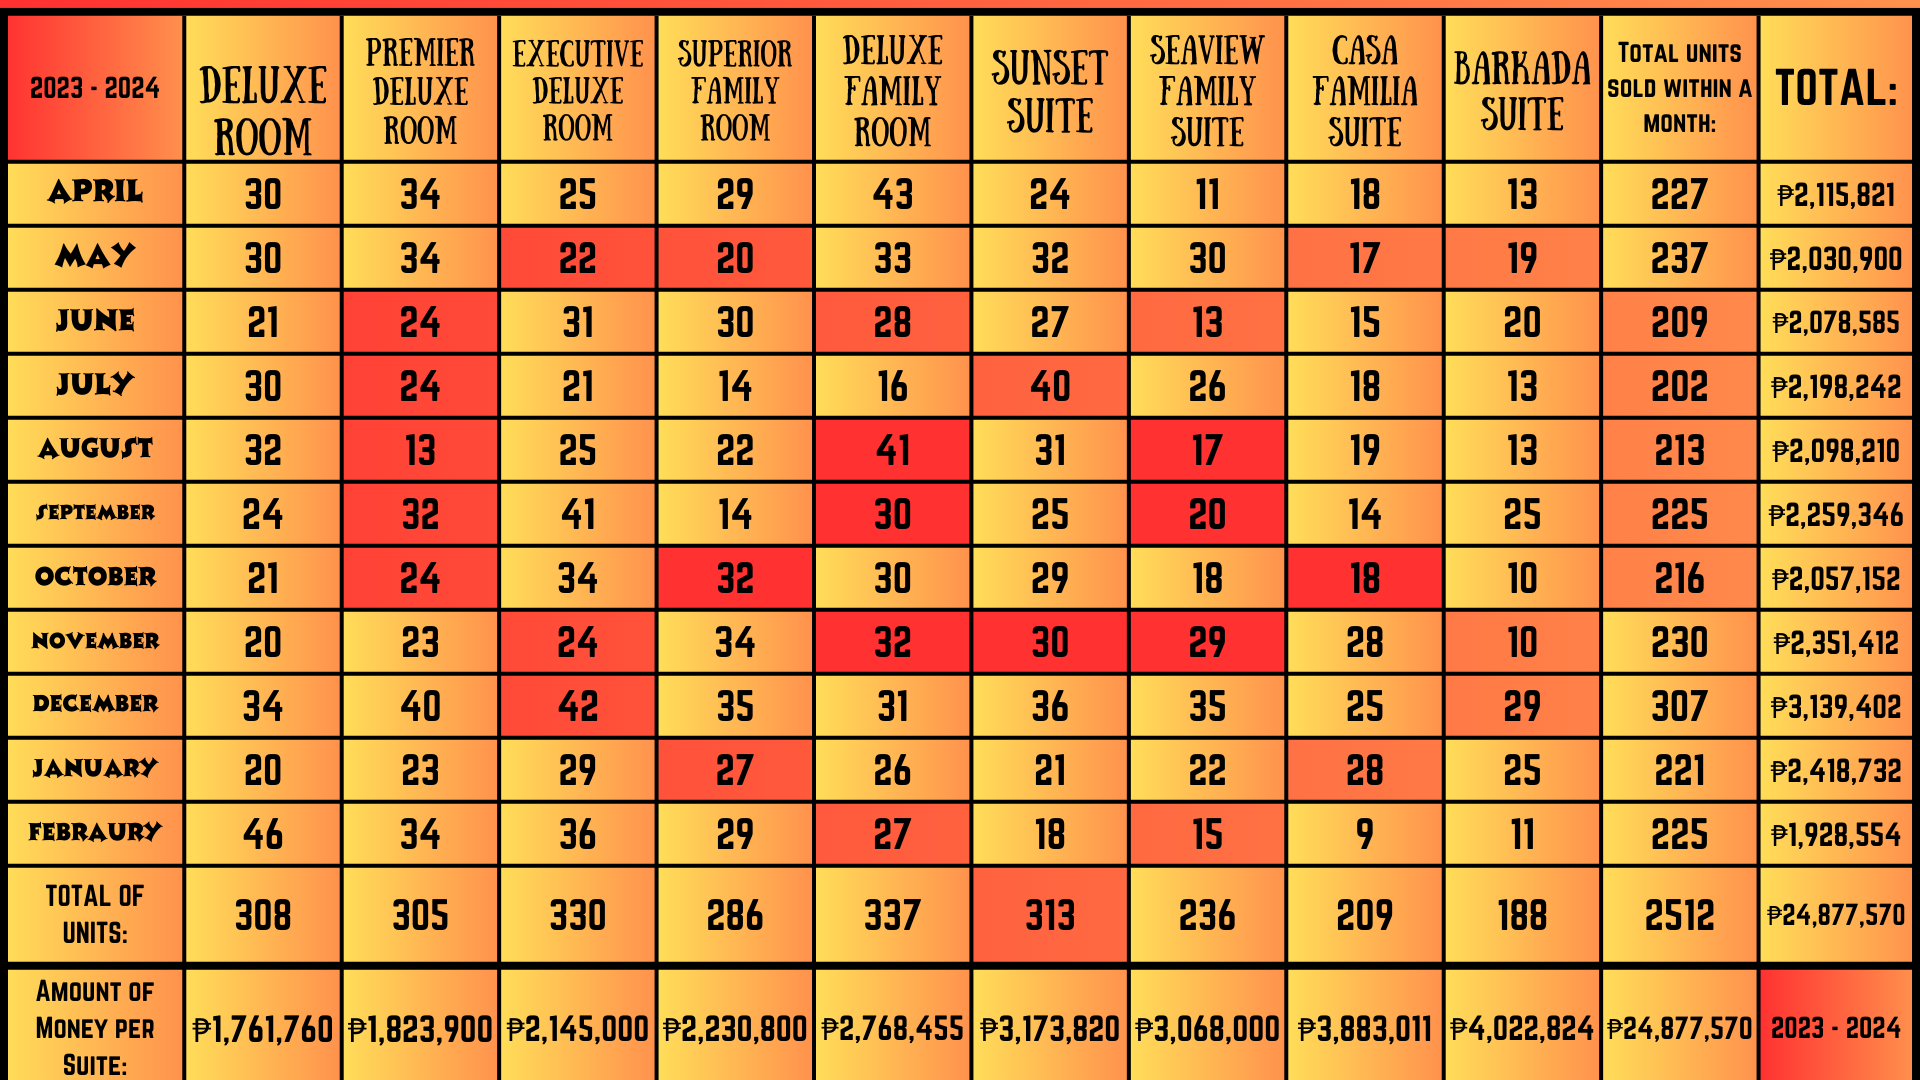 2023 - 2024 DELUXE ROOM PREMIER DELUXE ROOM EXECUTIVE DELUXE ROOM SUPERIOR FAMILY ROOM DELUXE FAMILY ROOM SUNSET SUITE SEAVIEW FAMILY SUITE CASA FAMILIA SUITE BARKADA SUITE TOTAL UNITS SOLD WITHIN A MONTH: TOTAL:
APRIL 30 34 25 29 43 24 11 18 13 227 ₱2,115,821
MAY 30 34 22 20 33 32 30 17 19 237 ₱2,030,900
JUNE 21 24 31 30 28 27 13 15 20 209 ₱2,078,585
JULY 30 24 21 14 16 40 26 18 13 202 ₱2,198,242
AUGUST 32 13 25 22 41 31 17 19 13 213 ₱2,098,210
SEPTEMBER 24 32 41 14 30 25 20 14 25 225 ₱2,259,346
OCTOBER 21 24 34 32 30 29 18 18 10 216 ₱2,057,152
NOVEMBER 20 23 24 34 32 30 29 28 10 230 ₱2,351,412
DECEMBER 34 40 42 35 31 36 35 25 29 307 ₱3,139,402
JANUARY 20 23 29 27 26 21 22 28 25 221 ₱2,418,732
FEBRAURY 46 34 36 29 27 18 15 9 11 225 ₱1,928,554
TOTAL OF UNITS: 308 305 330 286 337 313 236 209 188 2512 ₱24,877,570
AMOUNT OF MONEY PER SUITE: ₱1,761,760 ₱1,823,900 ₱2,145,000 ₱2,230,800 ₱2,768,455 ₱3,173,820 ₱3,068,000 ₱3,883,011 ₱4,022,824 ₱24,877,570 2023 - 2024